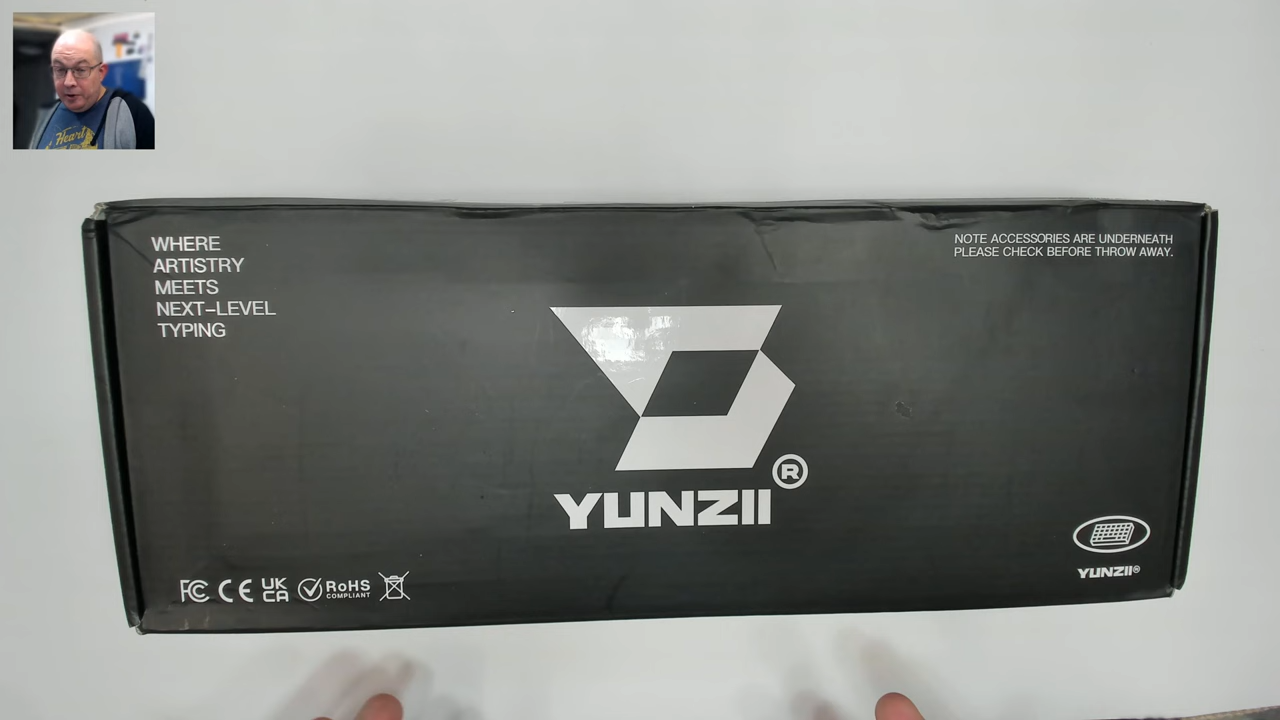 Heart
WHERE
ARTISTRY
MEETS
NEXT-LEVEL
TYPING
NOTE ACCESSORIES ARE UNDERNEATH
PLEASE CHECK BEFORE THROW AWAY.
®
YUNZII
FC CE UK CA RoHS
COMPLIANT
YUNZII®